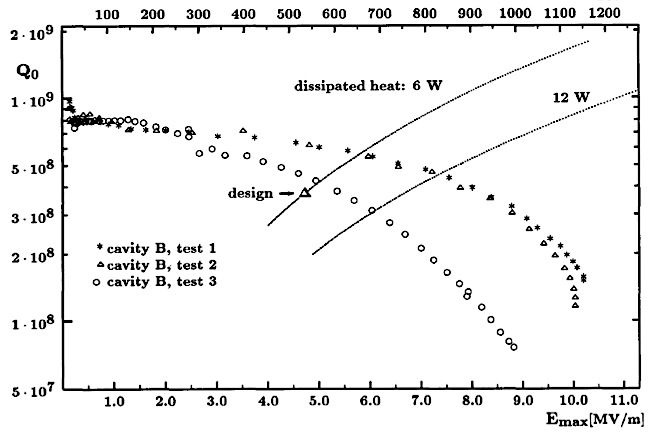 100 200 300 400 500 600 700 800 900 1000 1100 1200
2·10⁹
Q₀
dissipated heat: 6 W
1·10⁹
12 W
5·10⁸
design
3·10⁸
* cavity B, test 1
2·10⁸
△ cavity B, test 2
○ cavity B, test 3
1·10⁸
5·10⁷
1.0 2.0 3.0 4.0 5.0 6.0 7.0 8.0 9.0 10.0 11.0
Emax[MV/m]